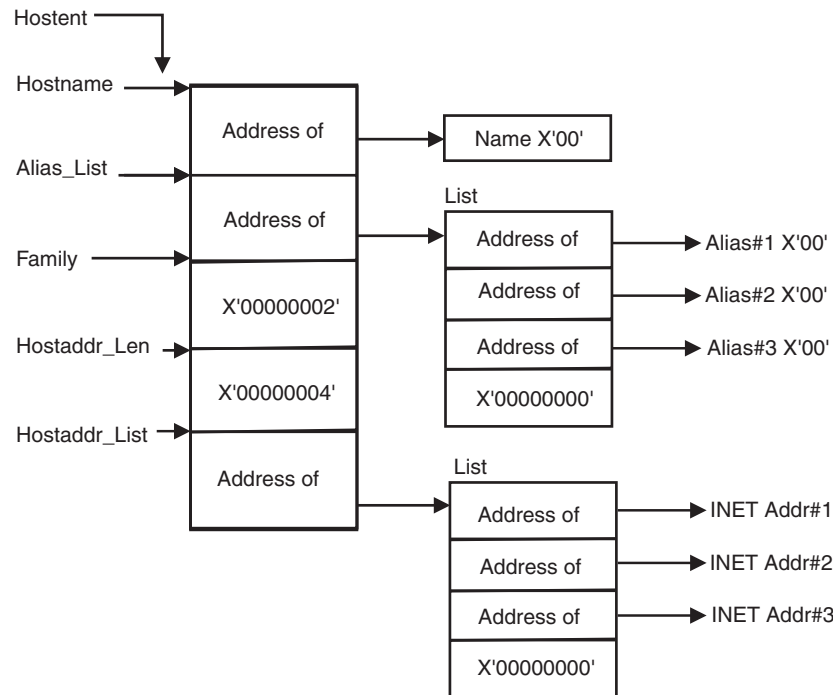 Hostent
Hostname
Address of
Name X'00'
Alias_List
List
Address of
Address of
Alias#1 X'00'
Family
Address of
Alias#2 X'00'
X'00000002'
Hostaddr_Len
Address of
Alias#3 X'00'
X'00000004'
X'00000000'
Hostaddr_List
List
Address of
Address of
INET Addr#1
Address of
INET Addr#2
Address of
INET Addr#3
X'00000000'